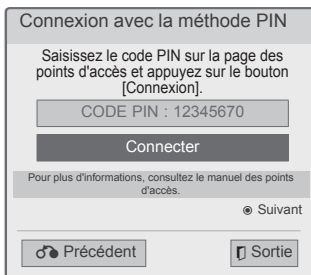 Connexion avec la méthode PIN
Saisissez le code PIN sur la page des
points d'accès et appuyez sur le bouton
[Connexion].
CODE PIN : 12345670
Connecter
Pour plus d'informations, consultez le manuel des points
d'accès.
Suivant
Précédent
Sortie